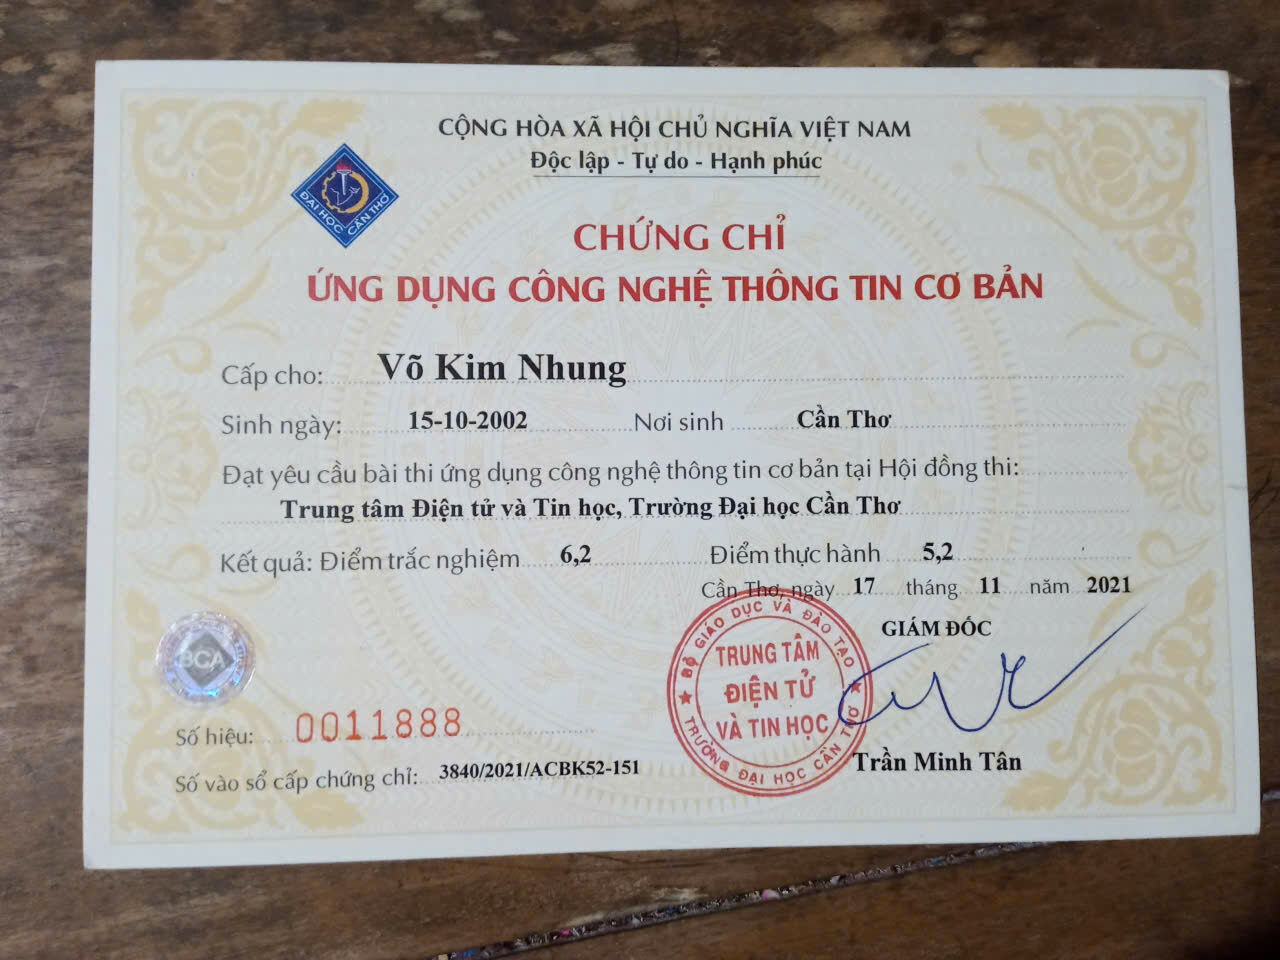 CỘNG HÒA XÃ HỘI CHỦ NGHĨA VIỆT NAM
Độc lập - Tự do - Hạnh phúc
ĐẠI HỌC CẦN THƠ
CHỨNG CHỈ
ỨNG DỤNG CÔNG NGHỆ THÔNG TIN CƠ BẢN
Cấp cho: Võ Kim Nhung
Sinh ngày: 15-10-2002 Nơi sinh Cần Thơ
Đạt yêu cầu bài thi ứng dụng công nghệ thông tin cơ bản tại Hội đồng thi:
Trung tâm Điện tử và Tin học, Trường Đại học Cần Thơ
Kết quả: Điểm trắc nghiệm 6,2 Điểm thực hành 5,2
Cần Thơ, ngày 17 tháng 11 năm 2021
GIÁM ĐỐC
BỘ GIÁO DỤC VÀ ĐÀO TẠO
TRUNG TÂM
ĐIỆN TỬ
VÀ TIN HỌC
TRƯỜNG ĐẠI HỌC CẦN THƠ
BCA
Số hiệu: 0011888
Trần Minh Tân
Số vào sổ cấp chứng chỉ: 3840/2021/ACBK52-151